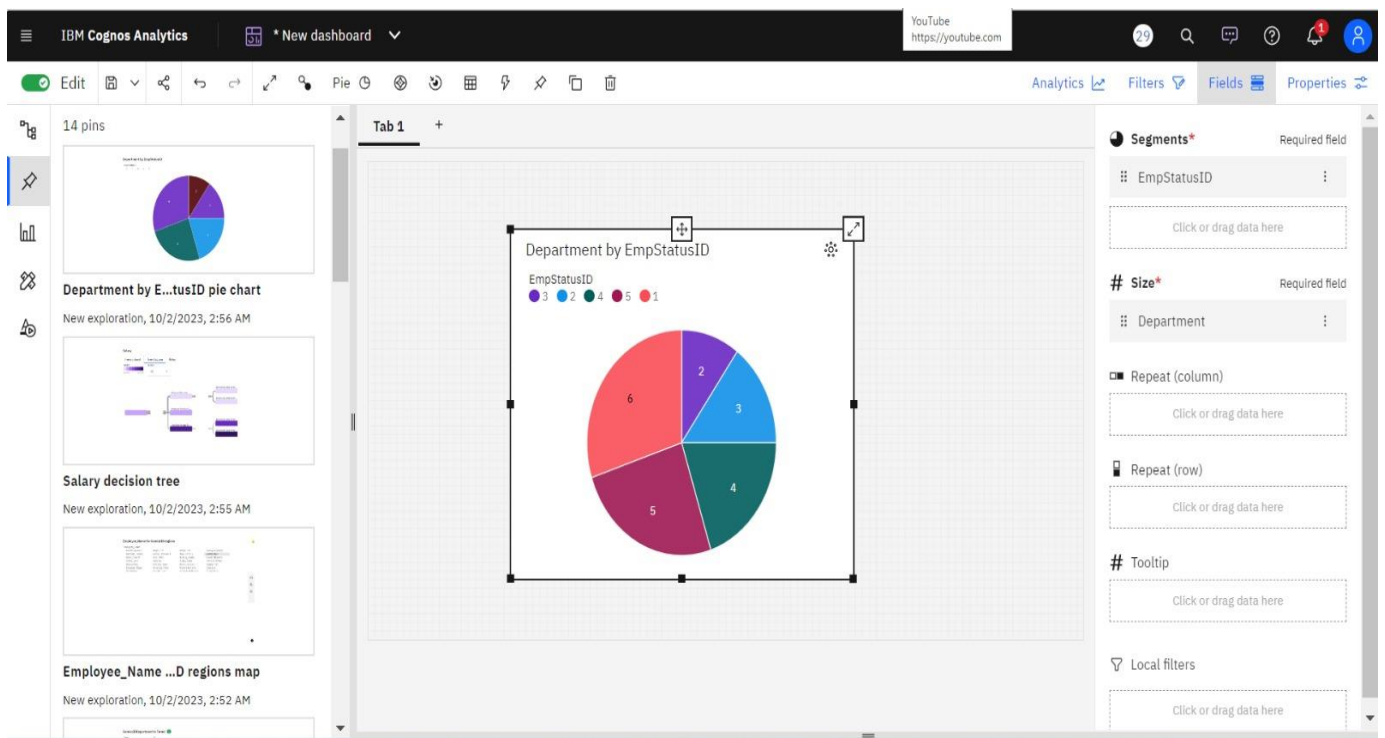 YouTube
https://youtube.com
IBM Cognos Analytics
* New dashboard
29
1
Edit
Pie
Analytics
Filters
Fields
Properties
14 pins
Department by E...tusID pie chart
New exploration, 10/2/2023, 2:56 AM
Salary decision tree
New exploration, 10/2/2023, 2:55 AM
Employee_Name ...D regions map
New exploration, 10/2/2023, 2:52 AM
Tab 1 +
Department by EmpStatusID
EmpStatusID
3 2 4 5 1
2
3
4
5
6
Segments* Required field
EmpStatusID
Click or drag data here
# Size* Required field
Department
Repeat (column)
Click or drag data here
Repeat (row)
Click or drag data here
# Tooltip
Click or drag data here
Local filters
Click or drag data here